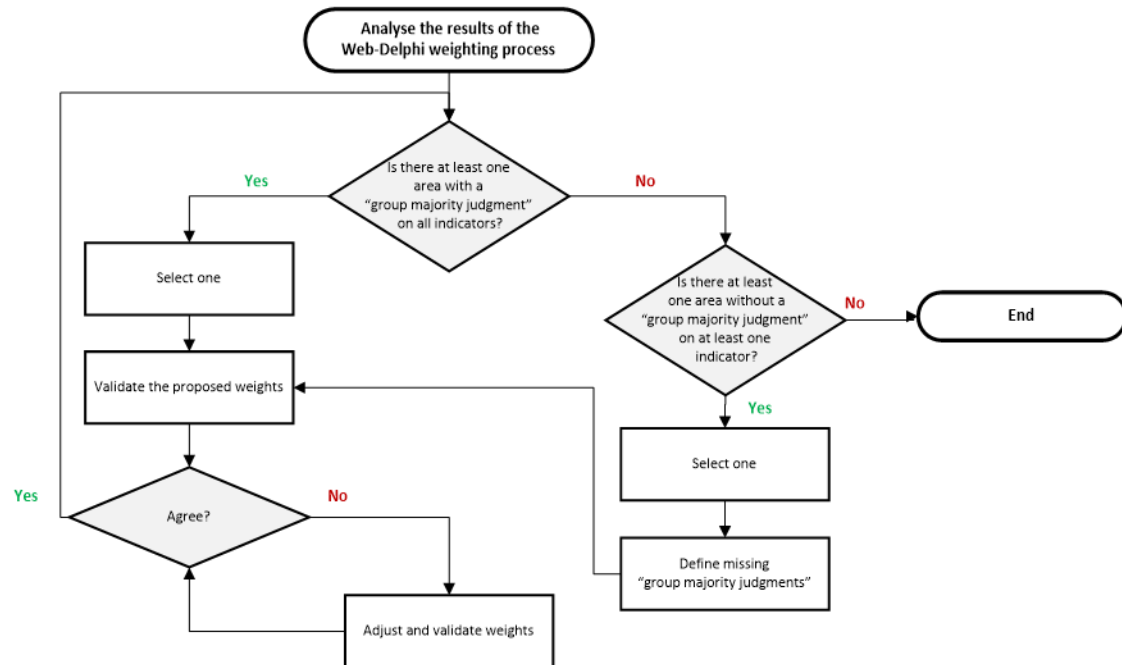 Analyse the results of the
Web-Delphi weighting process
Is there at least one
area with a
“group majority judgment”
on all indicators?
Yes
No
Select one
Is there at least
one area without a
“group majority judgment”
on at least one
indicator?
No
End
Validate the proposed weights
Yes
Select one
Yes
Agree?
No
Define missing
“group majority judgments”
Adjust and validate weights